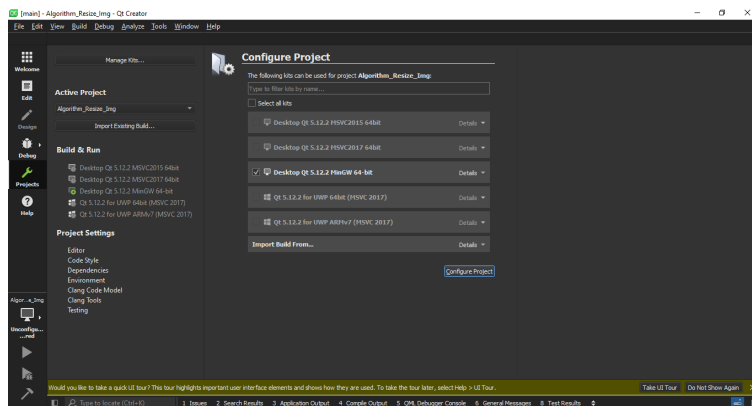 [main] - Algorithm_Resize_Img - Qt Creator
File Edit View Build Debug Analyze Tools Window Help
Welcome
Edit
Design
Debug
Projects
Help
Algor...e_Img
Unconfigu...
...red
Manage Kits...
Active Project
Algorithm_Resize_Img
Import Existing Build...
Build & Run
Desktop Qt 5.12.2 MSVC2015 64bit
Desktop Qt 5.12.2 MSVC2017 64bit
Desktop Qt 5.12.2 MinGW 64-bit
Qt 5.12.2 for UWP 64bit (MSVC 2017)
Qt 5.12.2 for UWP ARMv7 (MSVC 2017)
Project Settings
Editor
Code Style
Dependencies
Environment
Clang Code Model
Clang Tools
Testing
Configure Project
The following kits can be used for project Algorithm_Resize_Img:
Type to filter kits by name...
Select all kits
Desktop Qt 5.12.2 MSVC2015 64bit Details
Desktop Qt 5.12.2 MSVC2017 64bit Details
Desktop Qt 5.12.2 MinGW 64-bit Details
Qt 5.12.2 for UWP 64bit (MSVC 2017) Details
Qt 5.12.2 for UWP ARMv7 (MSVC 2017) Details
Import Build From... Details
Configure Project
Would you like to take a quick UI tour? This tour highlights important user interface elements and shows how they are used. To take the tour later, select Help > UI Tour. Take UI Tour Do Not Show Again
Type to locate (Ctrl+K) 1 Issues 2 Search Results 3 Application Output 4 Compile Output 5 QML Debugger Console 6 General Messages 8 Test Results